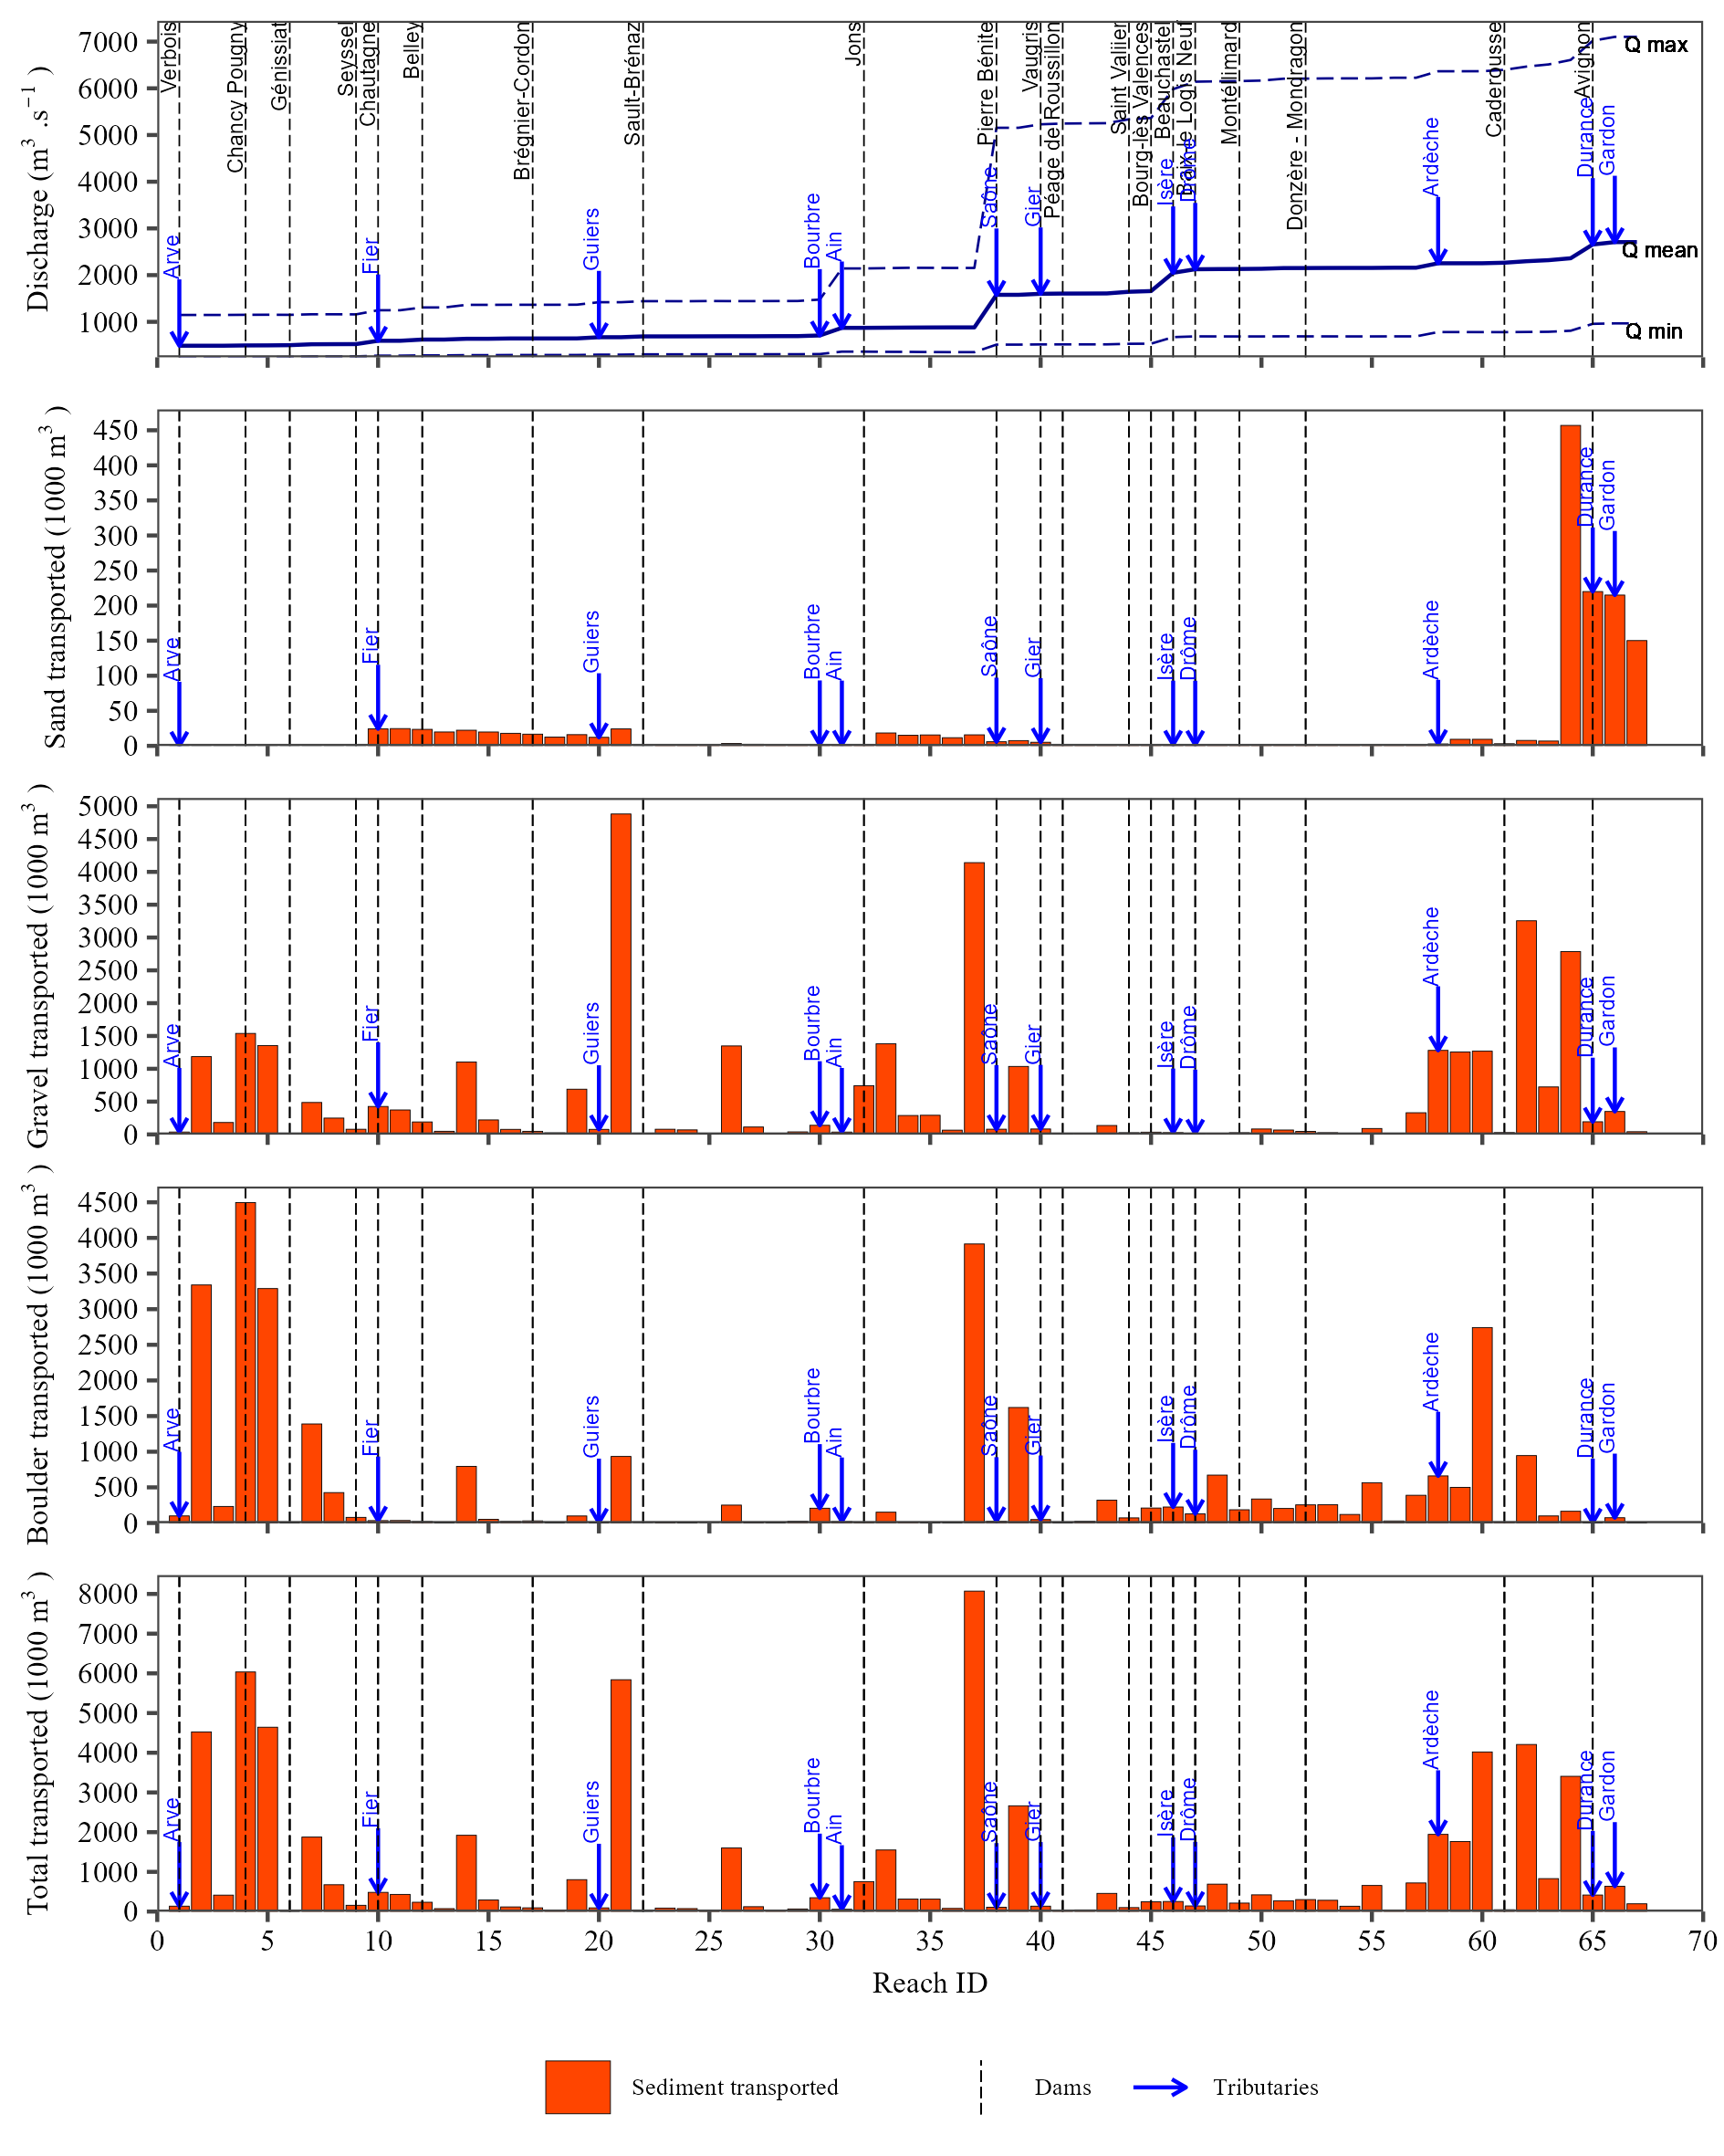 Discharge (m³ .s⁻¹ )
7000
6000
5000
4000
3000
2000
1000
Verbois
Chancy Pougny
Génissiat
Seyssel
Chautagne
Belley
Brégnier-Cordon
Sault-Brénaz
Jons
Pierre Bénite
Vaugris
Péage de Roussillon
Saint Vallier
Bourg-lès-Valences
Beauchastel
Baix-le Logis Neuf
Montélimard
Donzère - Mondragon
Caderousse
Avignon
Arve
Fier
Guiers
Bourbre
Ain
Saône
Gier
Isère
Drôme
Ardèche
Durance
Gardon
Q max
Q mean
Q min
Sand transported (1000 m³ )
450
400
350
300
250
200
150
100
50
0
Arve
Fier
Guiers
Bourbre
Ain
Saône
Gier
Isère
Drôme
Ardèche
Durance
Gardon
Gravel transported (1000 m³ )
5000
4500
4000
3500
3000
2500
2000
1500
1000
500
0
Arve
Fier
Guiers
Bourbre
Ain
Saône
Gier
Isère
Drôme
Ardèche
Durance
Gardon
Boulder transported (1000 m³ )
4500
4000
3500
3000
2500
2000
1500
1000
500
0
Arve
Fier
Guiers
Bourbre
Ain
Saône
Gier
Isère
Drôme
Ardèche
Durance
Gardon
Total transported (1000 m³ )
8000
7000
6000
5000
4000
3000
2000
1000
0
Arve
Fier
Guiers
Bourbre
Ain
Saône
Gier
Isère
Drôme
Ardèche
Durance
Gardon
0 5 10 15 20 25 30 35 40 45 50 55 60 65 70
Reach ID
Sediment transported Dams Tributaries